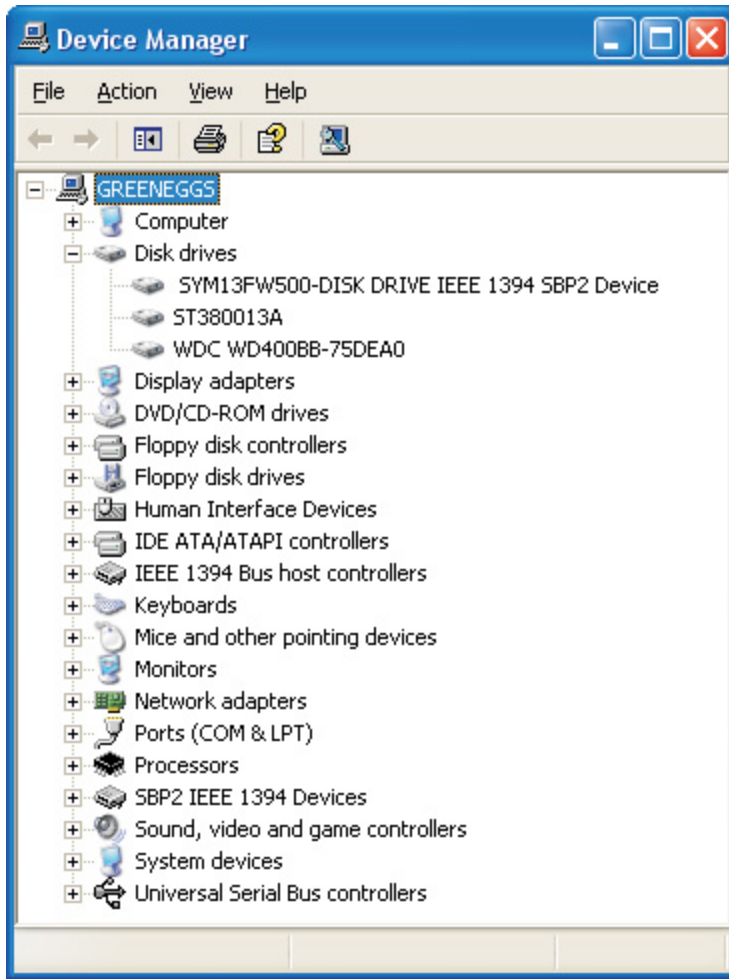 Device Manager
File Action View Help
GREENEGGS
Computer
Disk drives
SYM13FW500-DISK DRIVE IEEE 1394 SBP2 Device
ST380013A
WDC WD400BB-75DEA0
Display adapters
DVD/CD-ROM drives
Floppy disk controllers
Floppy disk drives
Human Interface Devices
IDE ATA/ATAPI controllers
IEEE 1394 Bus host controllers
Keyboards
Mice and other pointing devices
Monitors
Network adapters
Ports (COM & LPT)
Processors
SBP2 IEEE 1394 Devices
Sound, video and game controllers
System devices
Universal Serial Bus controllers